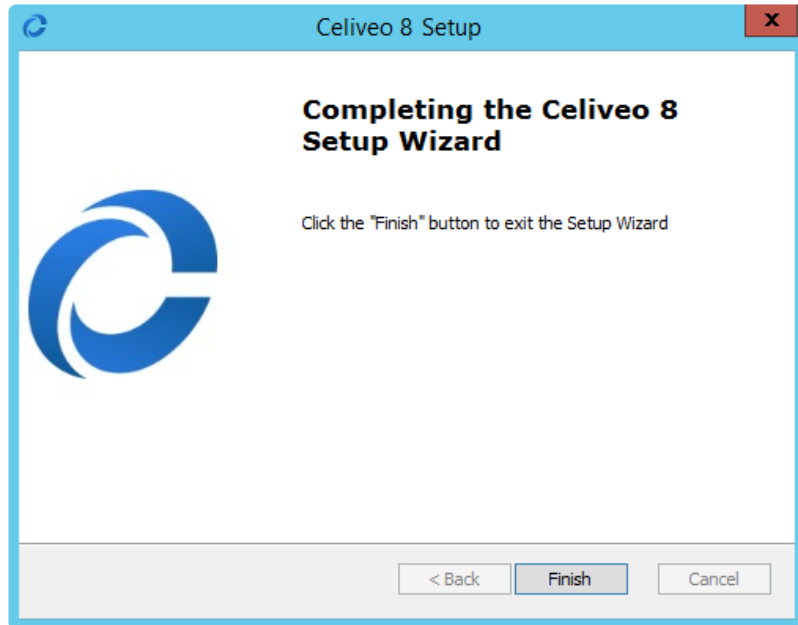 Celiveo 8 Setup
x
Completing the Celiveo 8
Setup Wizard
Click the "Finish" button to exit the Setup Wizard
< Back
Finish
Cancel